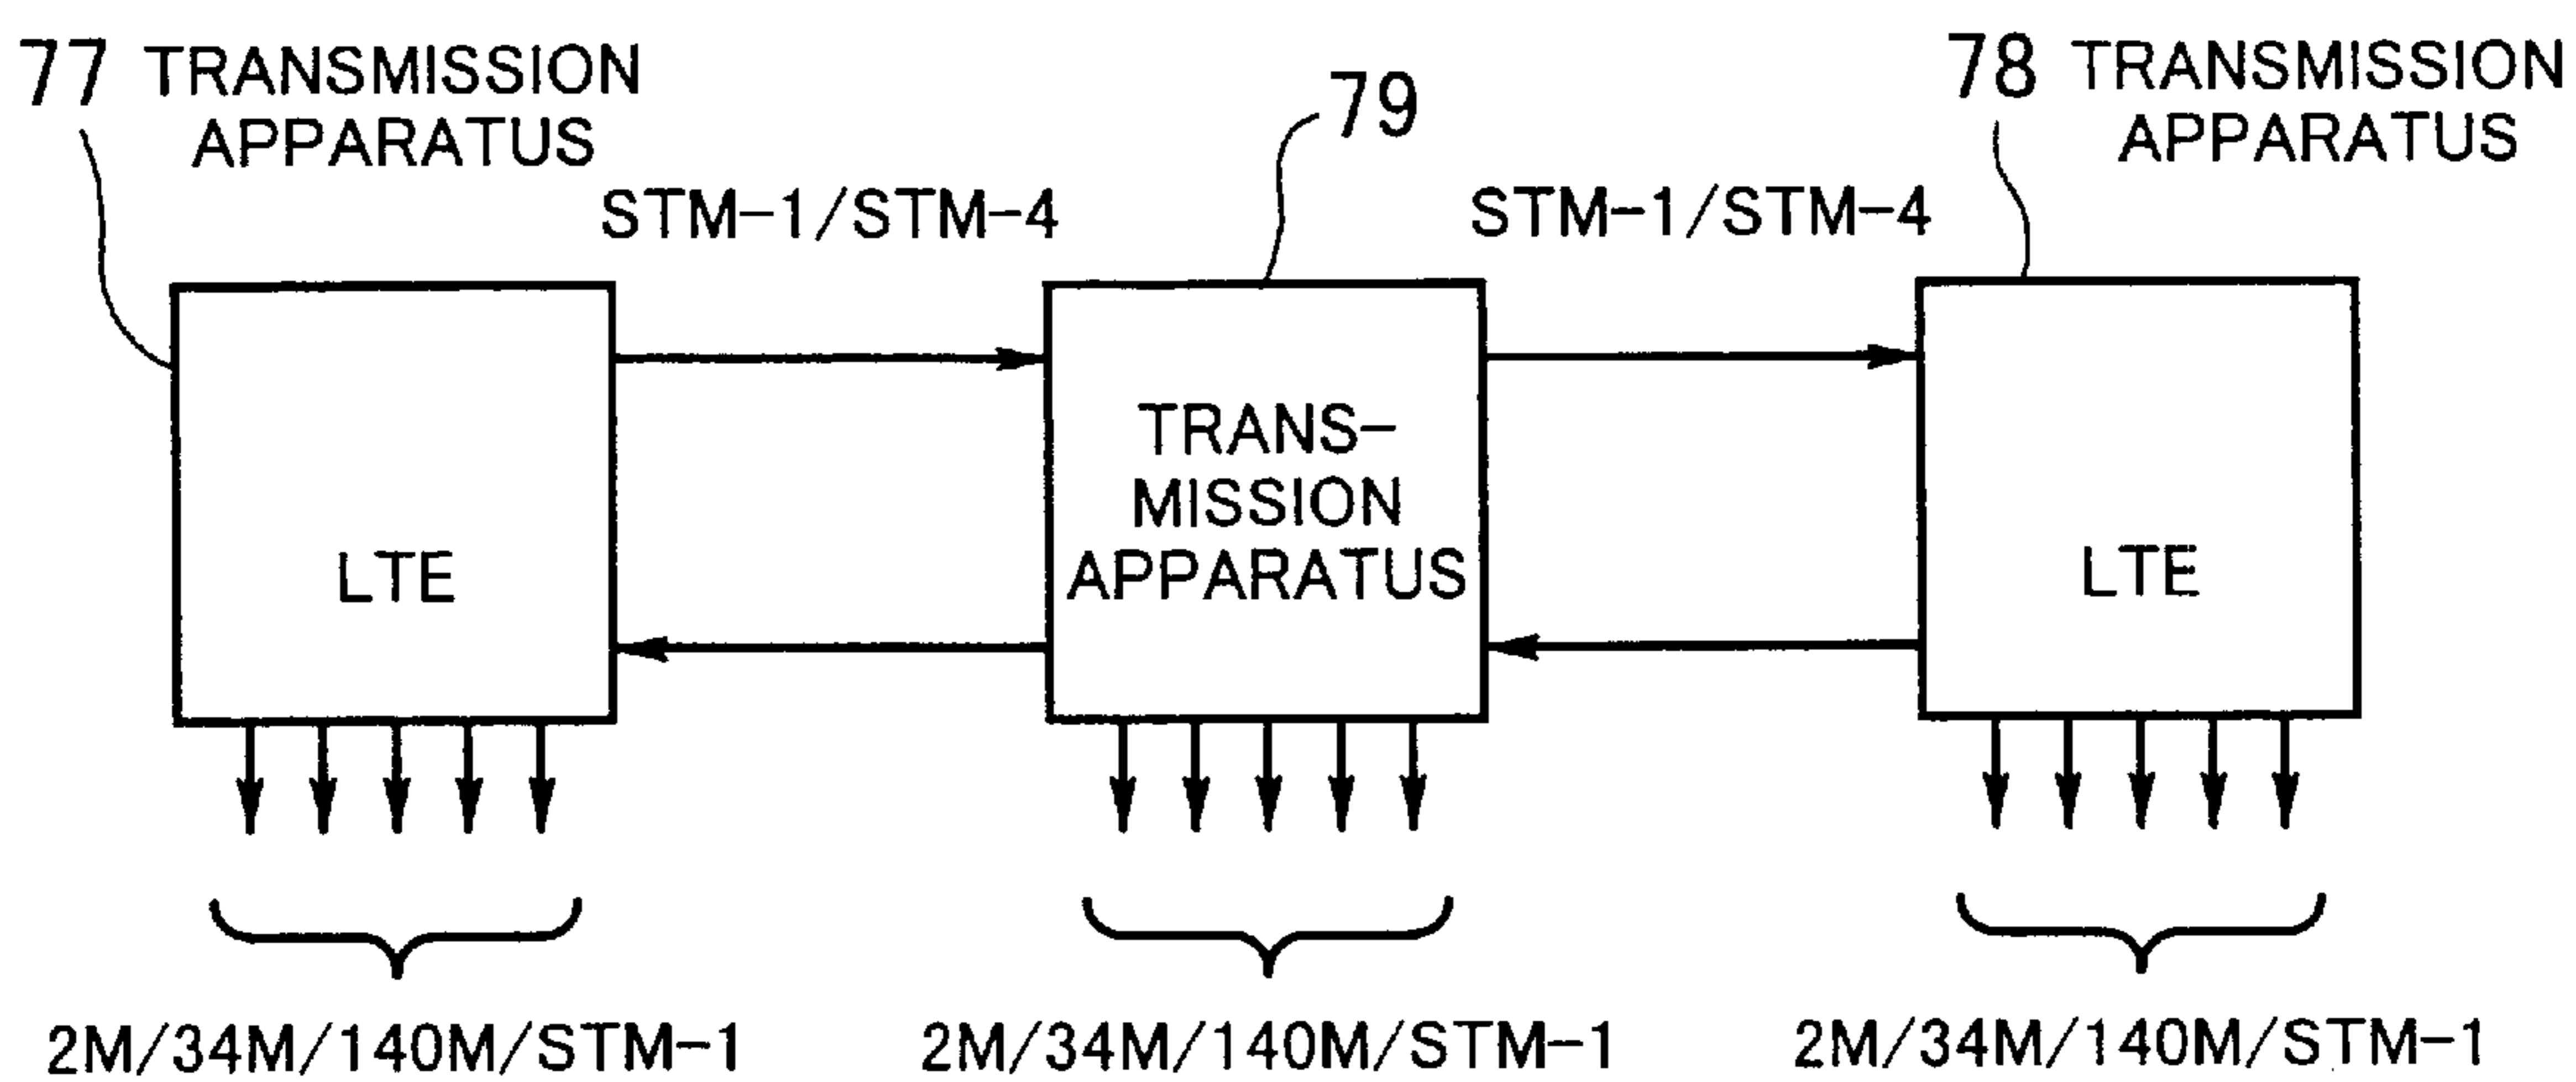 77 TRANSMISSION
APPARATUS
79
78 TRANSMISSION
APPARATUS
STM-1/STM-4
STM-1/STM-4
LTE
TRANS-
MISSION
APPARATUS
LTE
2M/34M/140M/STM-1
2M/34M/140M/STM-1
2M/34M/140M/STM-1